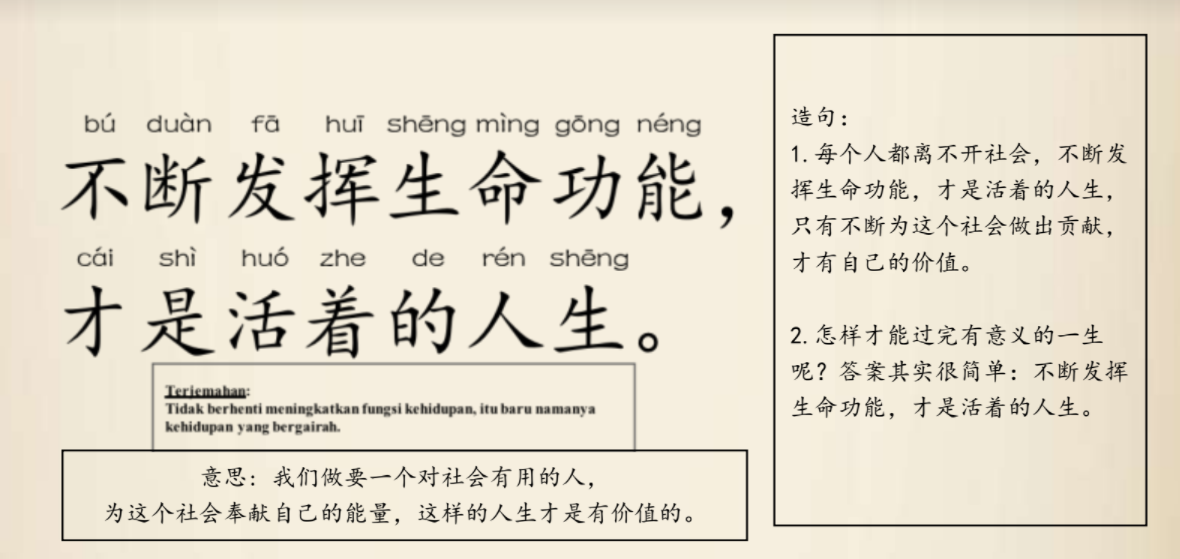 bú duàn fā huī shēng mìng gōng néng
不断发挥生命功能，
cái shì huó zhe de rén shēng
才是活着的人生。
Terjemahan:
Tidak berhenti meningkatkan fungsi kehidupan, itu baru namanya
kehidupan yang bergairah.
意思：我们做要一个对社会有用的人，
为这个社会奉献自己的能量，这样的人生才是有价值的。
造句：
1.每个人都离不开社会，不断发
挥生命功能，才是活着的人生，
只有不断为这个社会做出贡献，
才有自己的价值。
2.怎样才能过完有意义的一生
呢？答案其实很简单：不断发挥
生命功能，才是活着的人生。